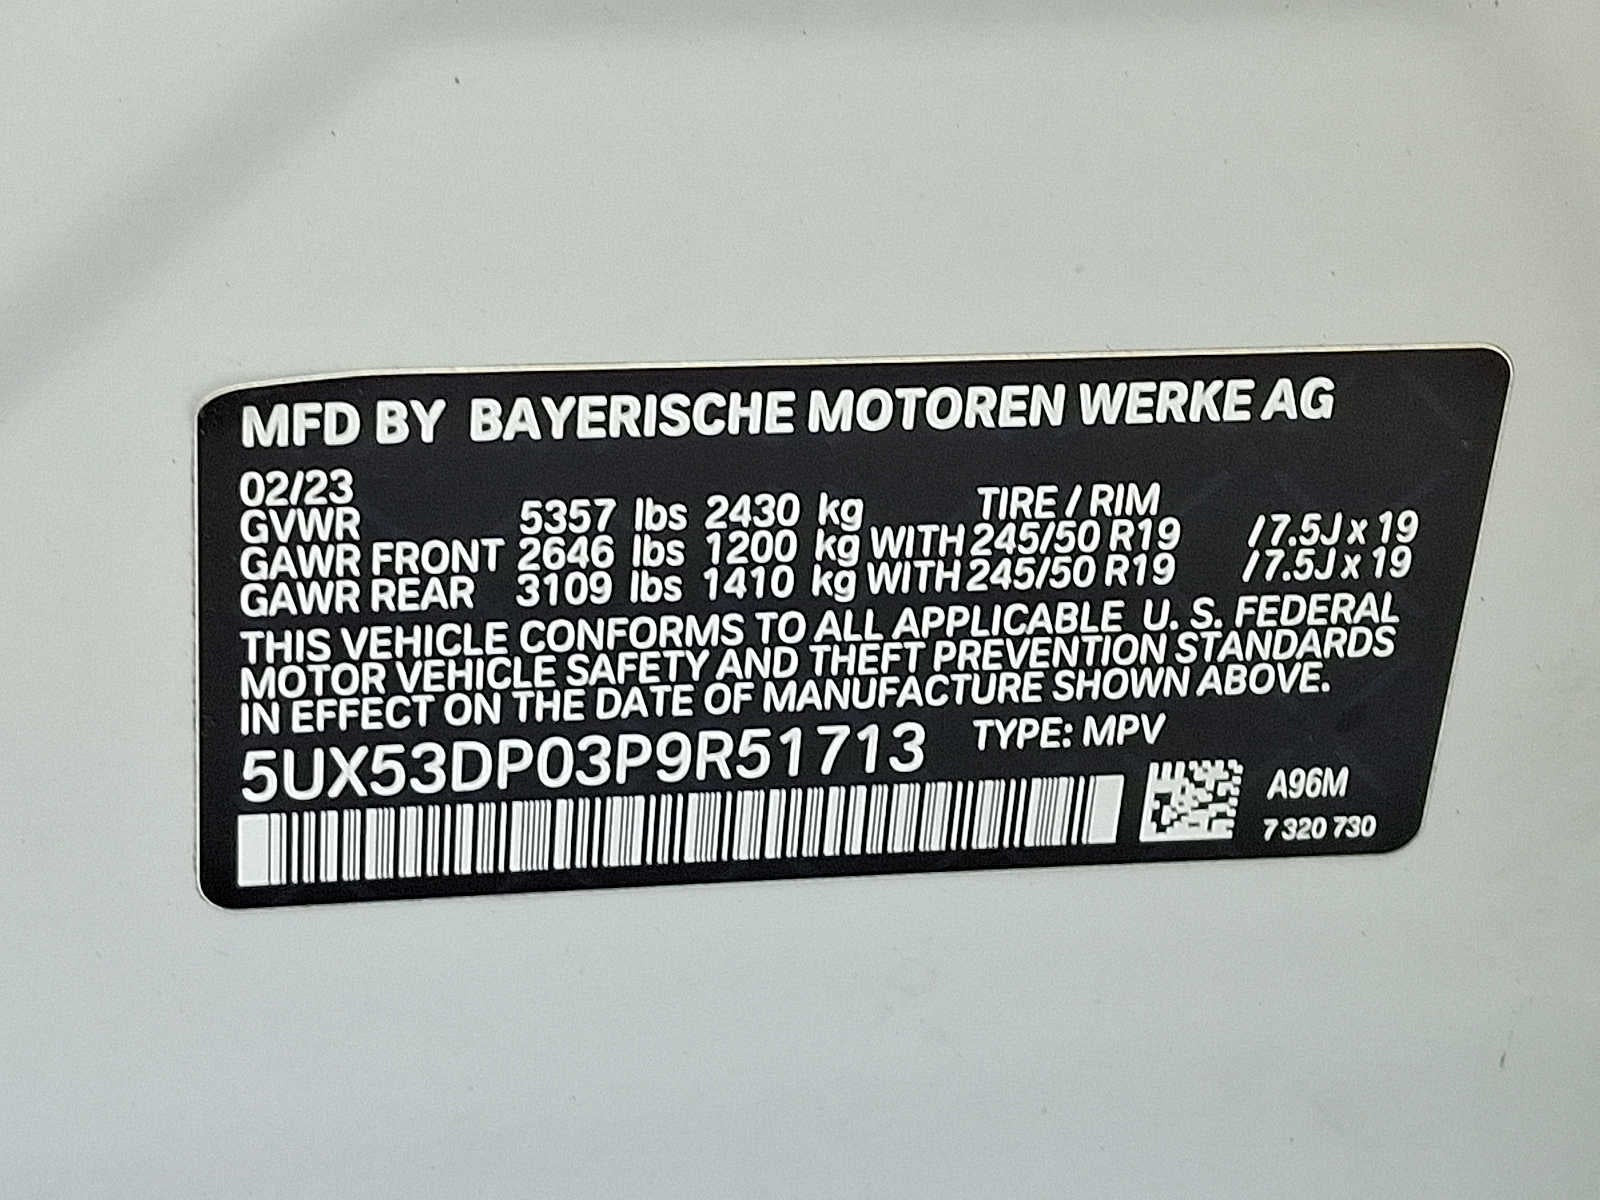 MFD BY BAYERISCHE MOTOREN WERKE AG
02/23
GVWR 5357 lbs 2430 kg TIRE / RIM
GAWR FRONT 2646 lbs 1200 kg WITH 245/50 R19 / 7.5J x 19
GAWR REAR 3109 lbs 1410 kg WITH 245/50 R19 / 7.5J x 19
THIS VEHICLE CONFORMS TO ALL APPLICABLE U. S. FEDERAL
MOTOR VEHICLE SAFETY AND THEFT PREVENTION STANDARDS
IN EFFECT ON THE DATE OF MANUFACTURE SHOWN ABOVE.
5UX53DP03P9R51713 TYPE: MPV
A96M
7 320 730